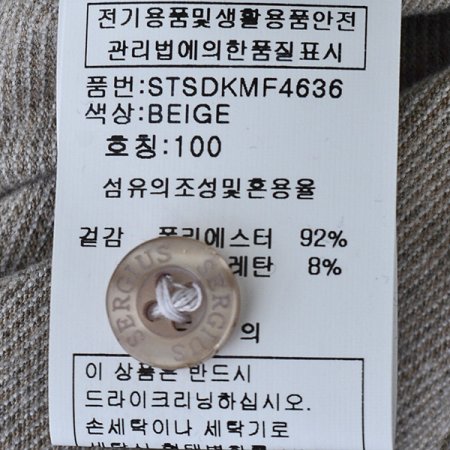 전기용품및생활용품안전
관리법에의한품질표시
품번:STSDKMF4636
색상:BEIGE
호칭:100
섬유의조성및혼용율
겉감 폴리에스터 92%
레탄 8%
SERGIUS SERGIUS
의
이 상품은 반드시
드라이크리닝하십시오.
손세탁이나 세탁기로